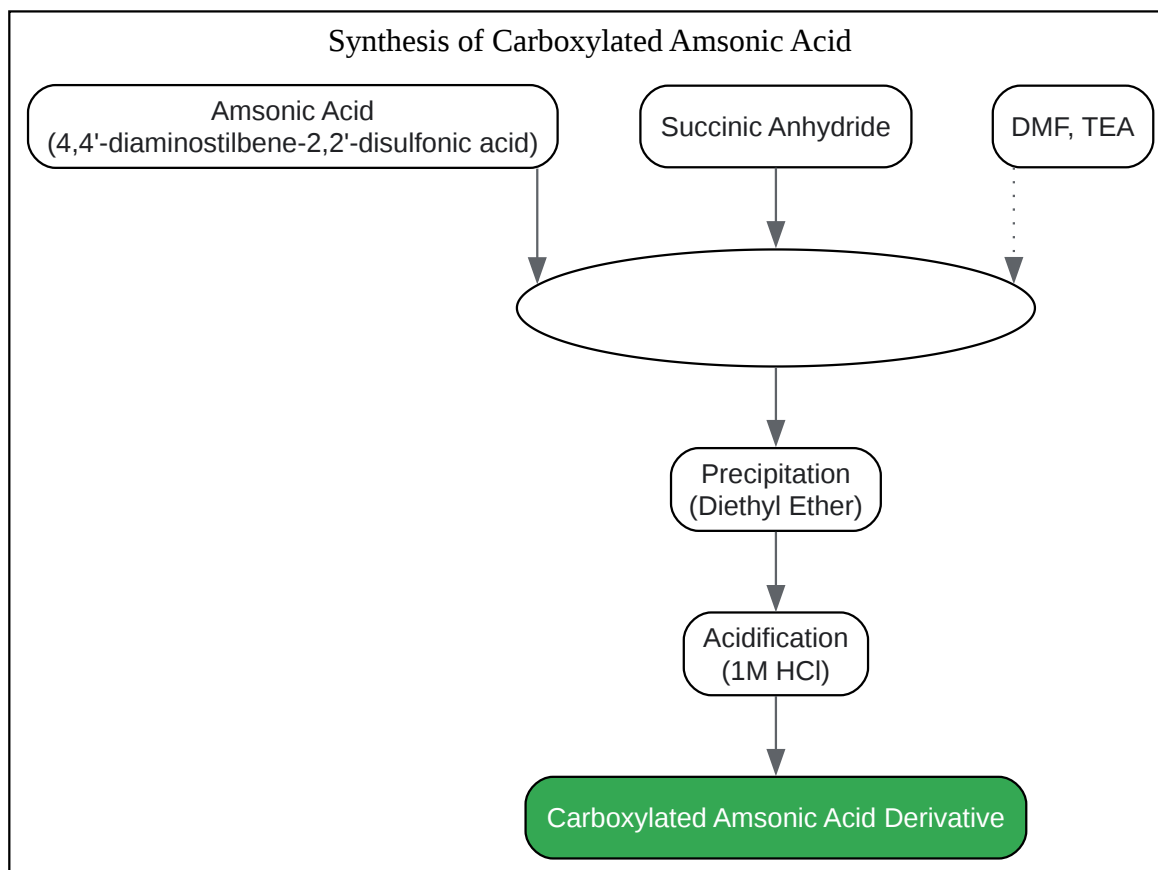 Synthesis of Carboxylated Amsonic Acid
Amsonic Acid
(4,4'-diaminostilbene-2,2'-disulfonic acid)
Succinic Anhydride
DMF, TEA
Precipitation
(Diethyl Ether)
Acidification
(1M HCl)
Carboxylated Amsonic Acid Derivative